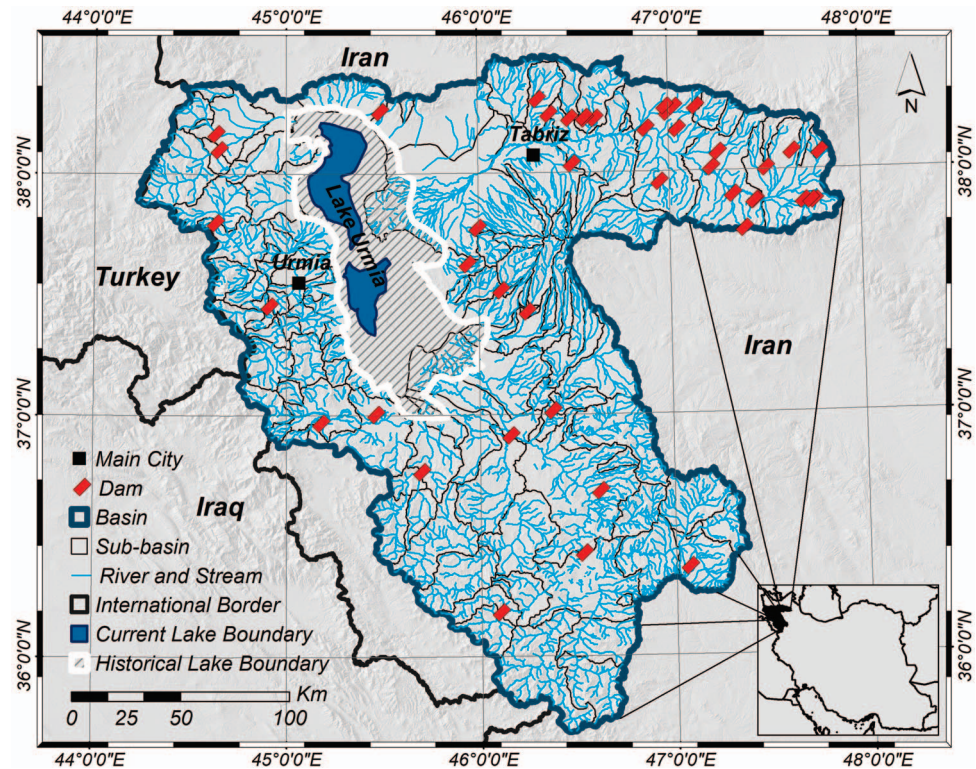 44°0'0"E 45°0'0"E 46°0'0"E 47°0'0"E 48°0'0"E
Iran
N
Tabriz
38°0'0"N
38°0'0"N
Lake Urmia
Urmia
Turkey
Iran
37°0'0"N
37°0'0"N
Main City
Dam
Iraq
Basin
Sub-basin
River and Stream
International Border
Current Lake Boundary
Historical Lake Boundary
36°0'0"N
36°0'0"N
Km
0 25 50 100
44°0'0"E 45°0'0"E 46°0'0"E 47°0'0"E 48°0'0"E